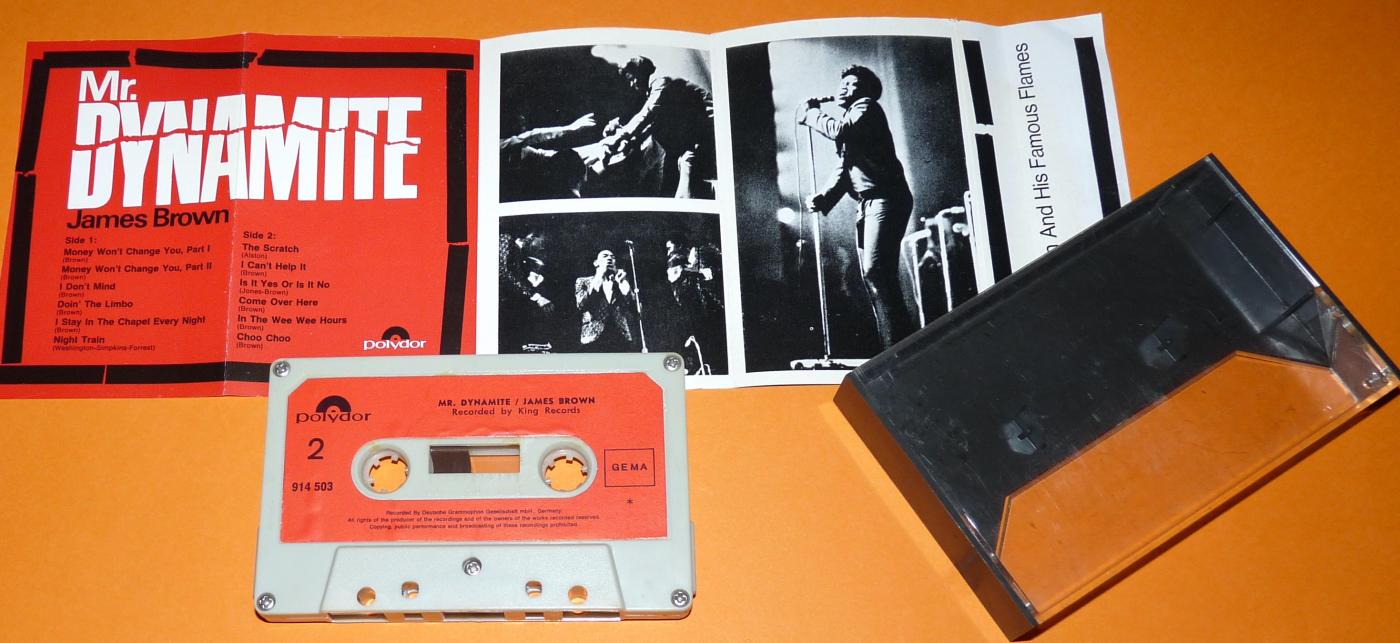 Mr.
DYNAMITE
James Brown
Side 1:
Money Won't Change You, Part I
(Brown)
Money Won't Change You, Part II
(Brown)
I Don't Mind
(Brown)
Doin' The Limbo
(Brown)
I Stay In The Chapel Every Night
(Brown)
Night Train
(Washington-Simpkins-Forrest)
Side 2:
The Scratch
(Alston)
I Can't Help It
(Brown)
Is It Yes Or Is It No
(Jones-Brown)
Come Over Here
(Brown)
In The Wee Wee Hours
(Brown)
Choo Choo
(Brown)
polydor
And His Famous Flames
polydor
MR. DYNAMITE / JAMES BROWN
Recorded by King Records
2
914 503
GEMA
*
Recorded By Deutsche Grammophon Gesellschaft mbH., Germany.
All rights of the producer of the recordings and of the owners of the works recorded reserved.
Copying, public performance and broadcasting of these recordings prohibited.